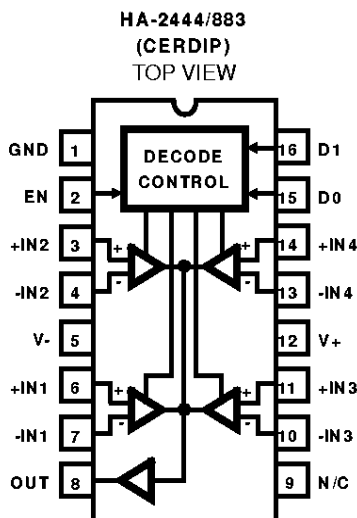 HA-2444/883
(CERDIP)
TOP VIEW
GND 1 16 D1
DECODE
CONTROL
EN 2 15 D0
+IN2 3 + + 14 +IN4
-IN2 4 - - 13 -IN4
V- 5 12 V+
+IN1 6 + + 11 +IN3
-IN1 7 - - 10 -IN3
OUT 8 9 N/C